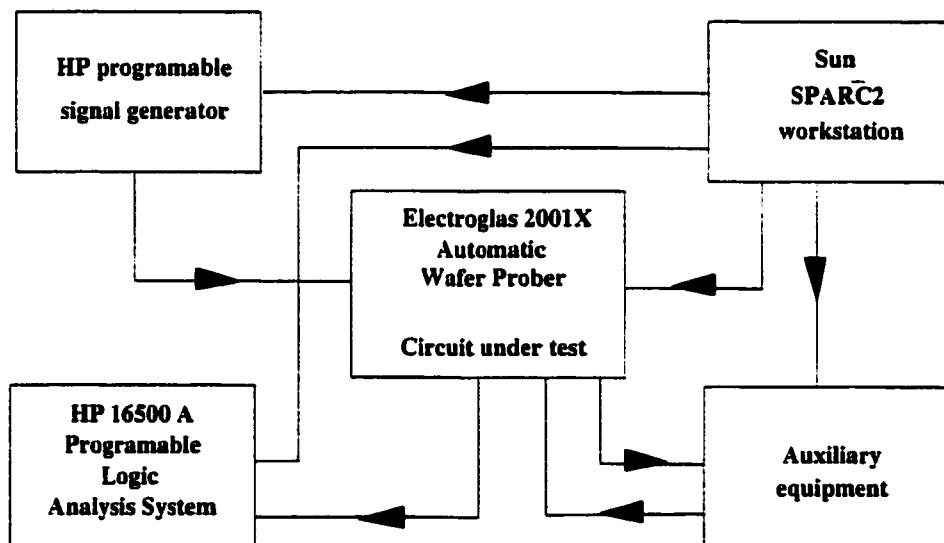 HP programable
signal generator
Sun
SPARC2
workstation
Electroglas 2001X
Automatic
Wafer Prober
Circuit under test
HP 16500 A
Programable
Logic
Analysis System
Auxiliary
equipment